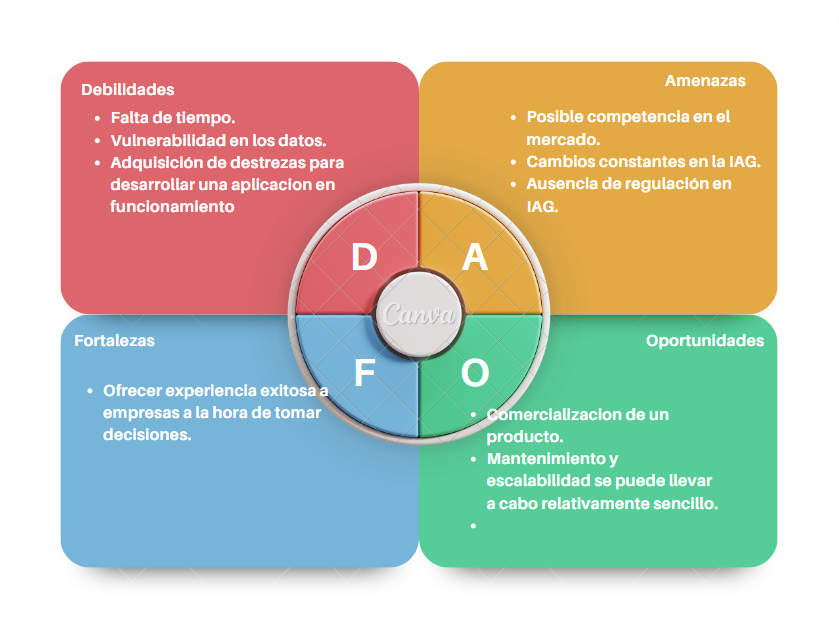 Debilidades
Falta de tiempo.
Vulnerabilidad en los datos.
Adquisición de destrezas para
desarrollar una aplicacion en
funcionamiento
Amenazas
Posible competencia en el
mercado.
Cambios constantes en la IAG.
Ausencia de regulación en
IAG.
D
A
Canva
F
O
Fortalezas
Ofrecer experiencia exitosa a
empresas a la hora de tomar
decisiones.
Oportunidades
Comercializacion de un
producto.
Mantenimiento y
escalabilidad se puede llevar
a cabo relativamente sencillo.